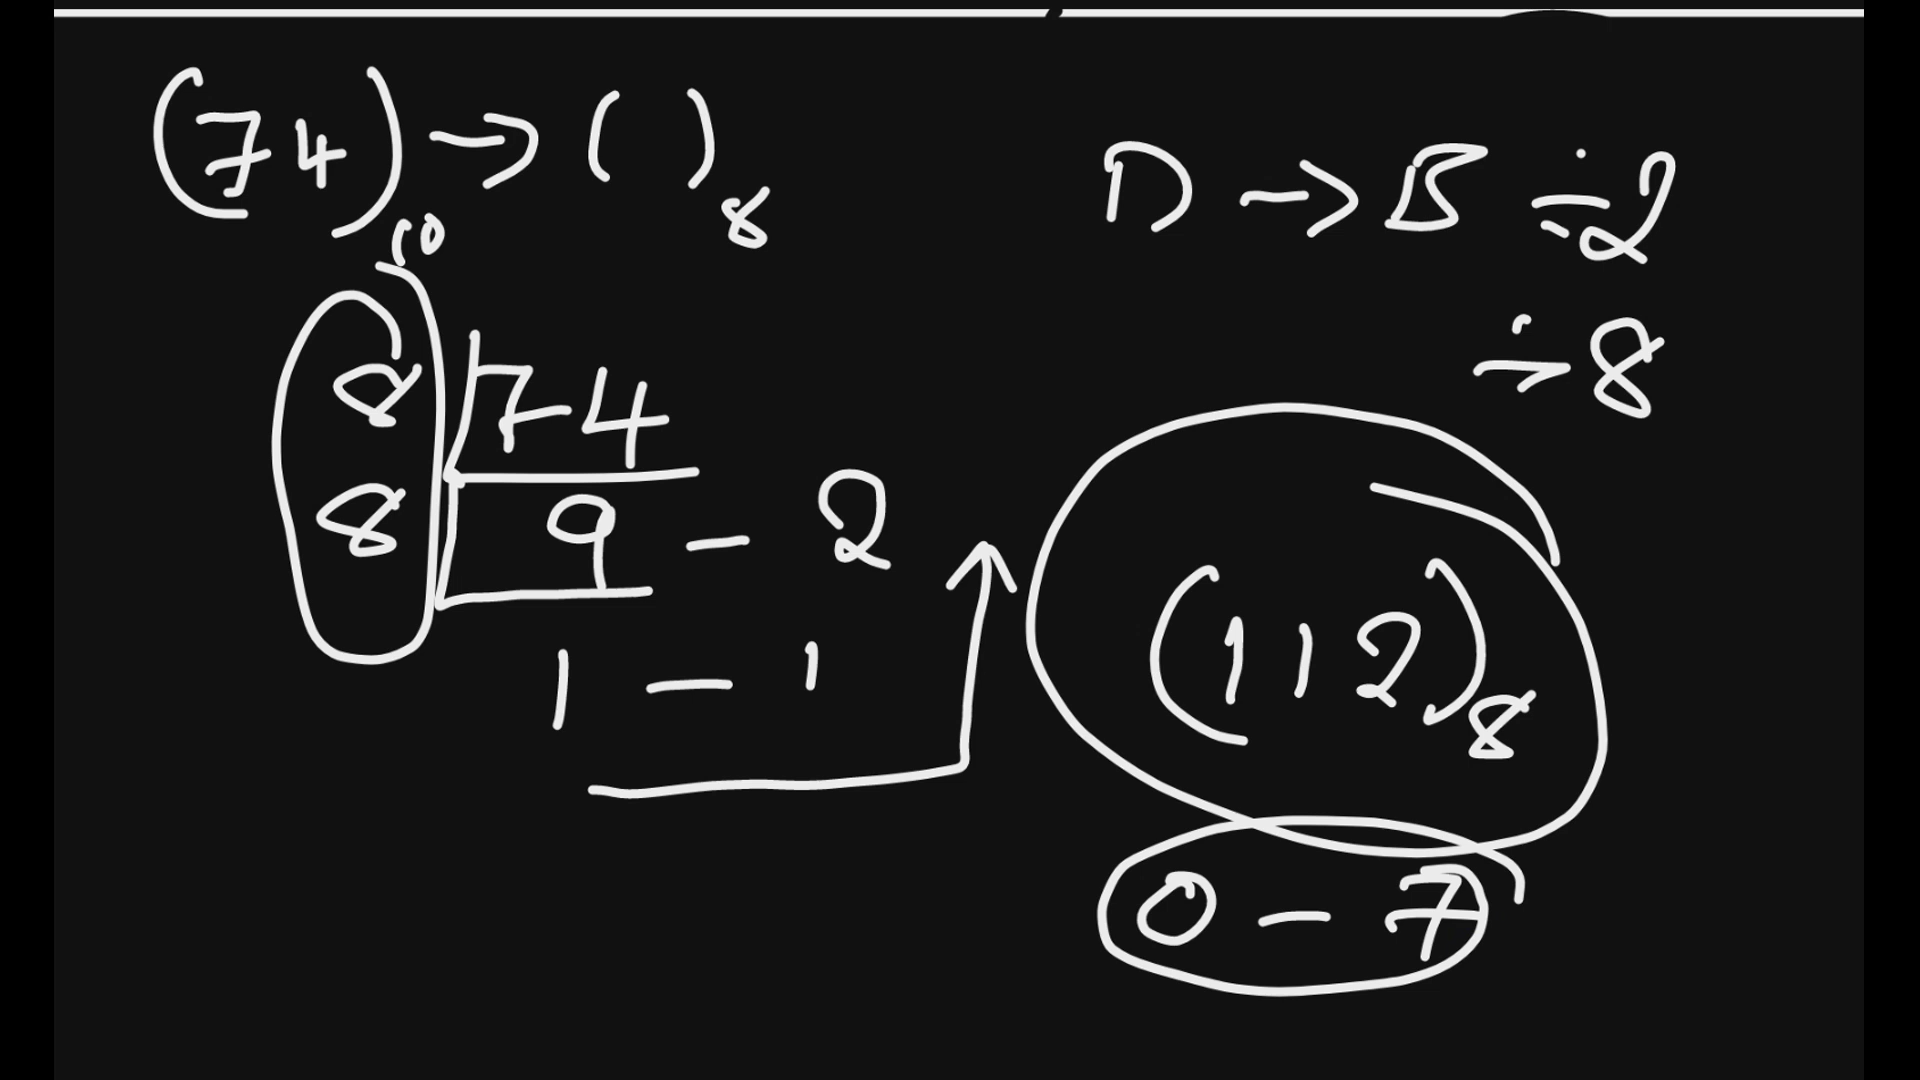 (74)₁₀ → ( )₈
D → B ÷2
÷8
8 | 74
8 | 9 - 2
1 - 1
(112)₈
0 - 7